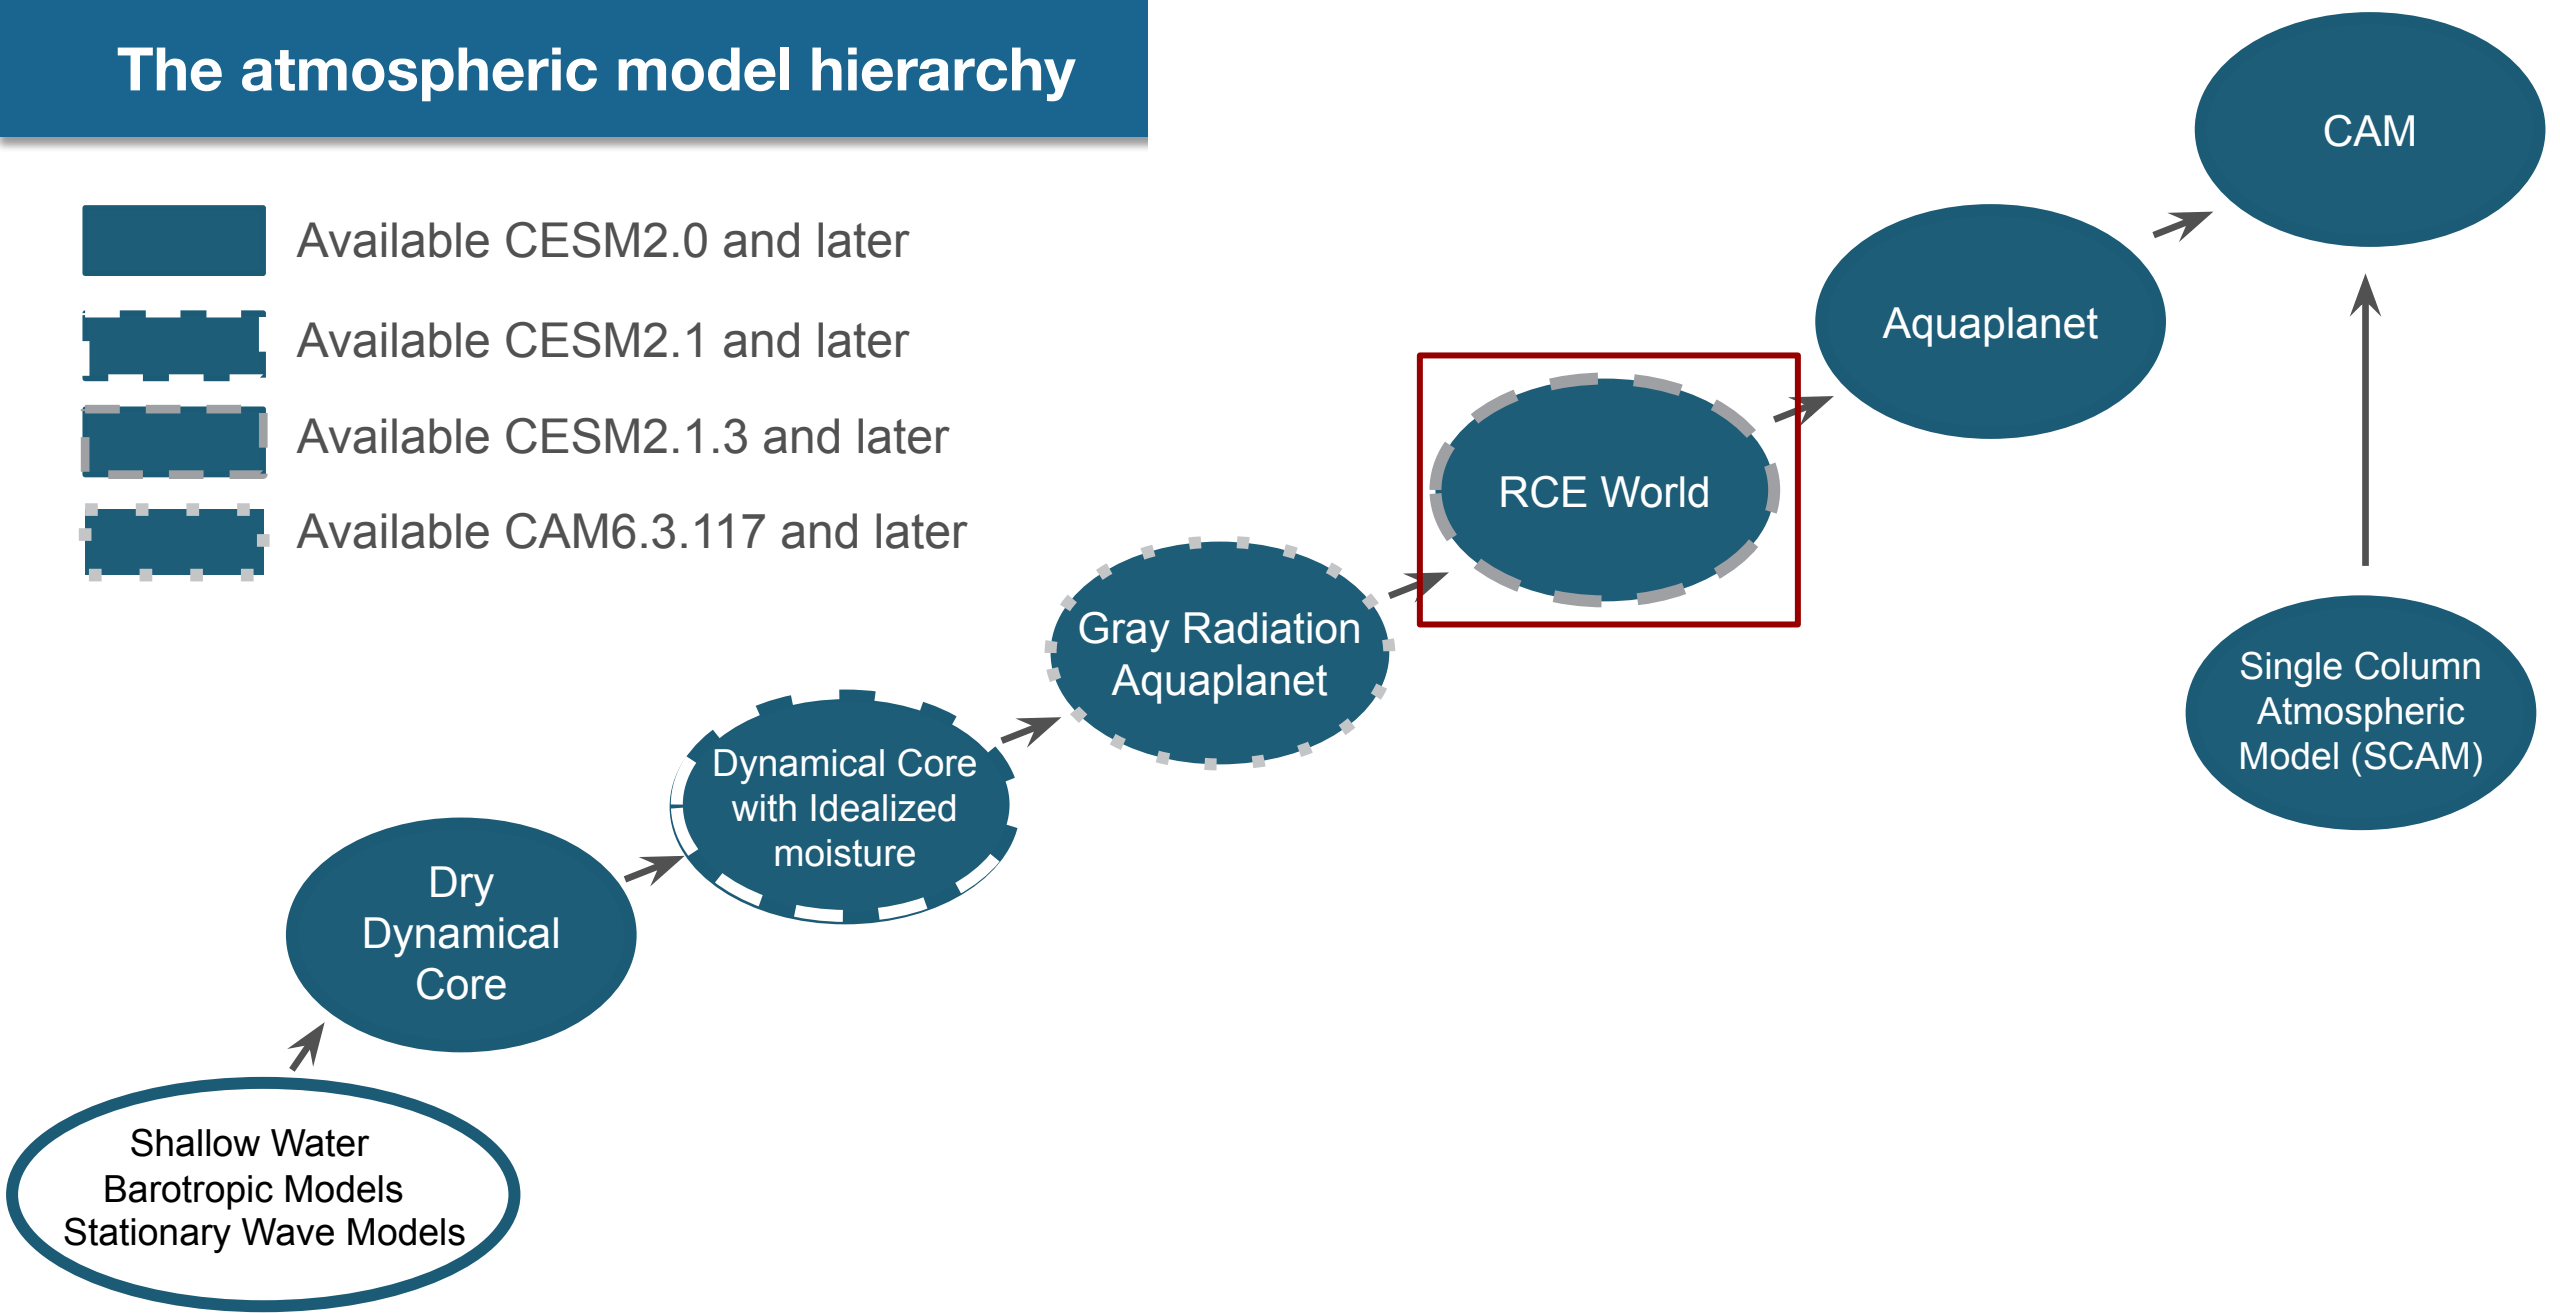 The atmospheric model hierarchy
Available CESM2.0 and later
Available CESM2.1 and later
Available CESM2.1.3 and later
Available CAM6.3.117 and later
CAM
Aquaplanet
RCE World
Gray Radiation
Aquaplanet
Single Column
Atmospheric
Model (SCAM)
Dynamical Core
with Idealized
moisture
Dry
Dynamical
Core
Shallow Water
Barotropic Models
Stationary Wave Models